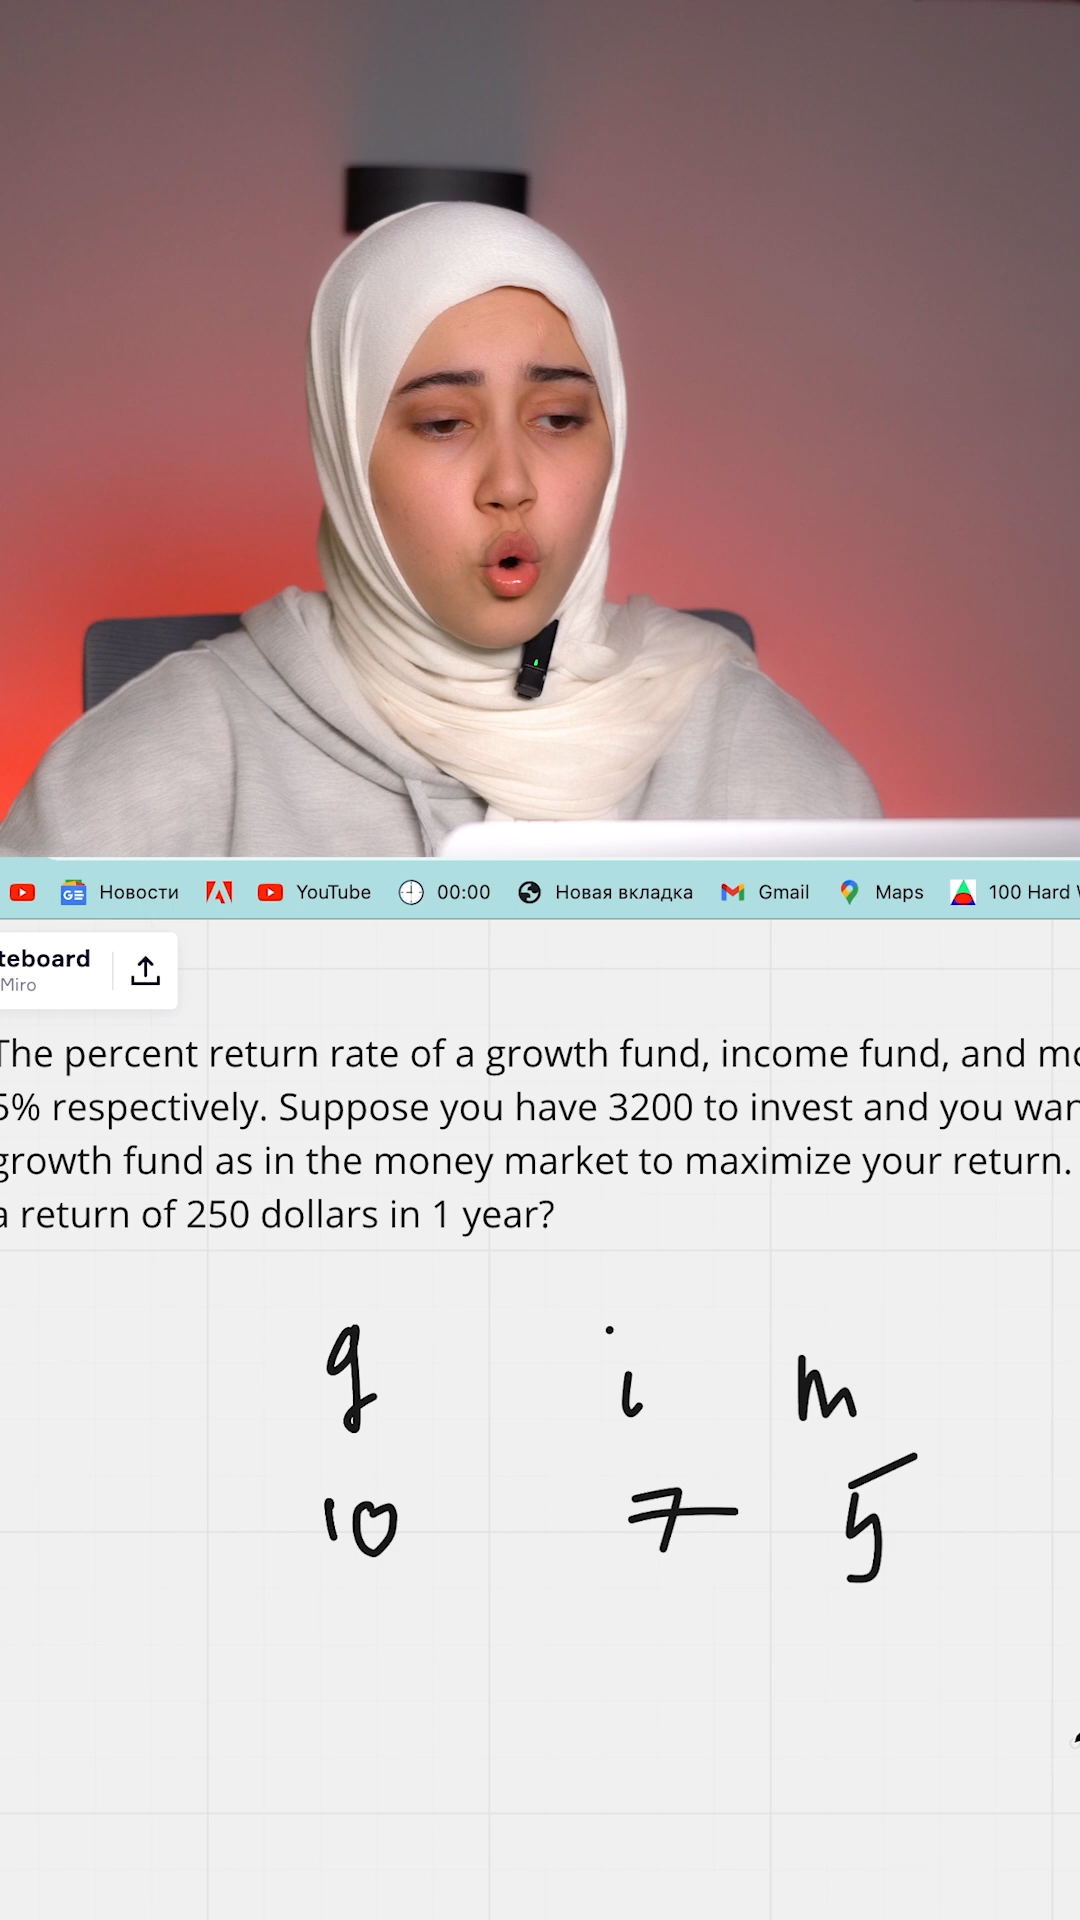 Новости YouTube 00:00 Новая вкладка Gmail Maps 100 Hard
teboard
Miro
The percent return rate of a growth fund, income fund, and mo
5% respectively. Suppose you have 3200 to invest and you wan
growth fund as in the money market to maximize your return.
a return of 250 dollars in 1 year?
g i m
10 7 5